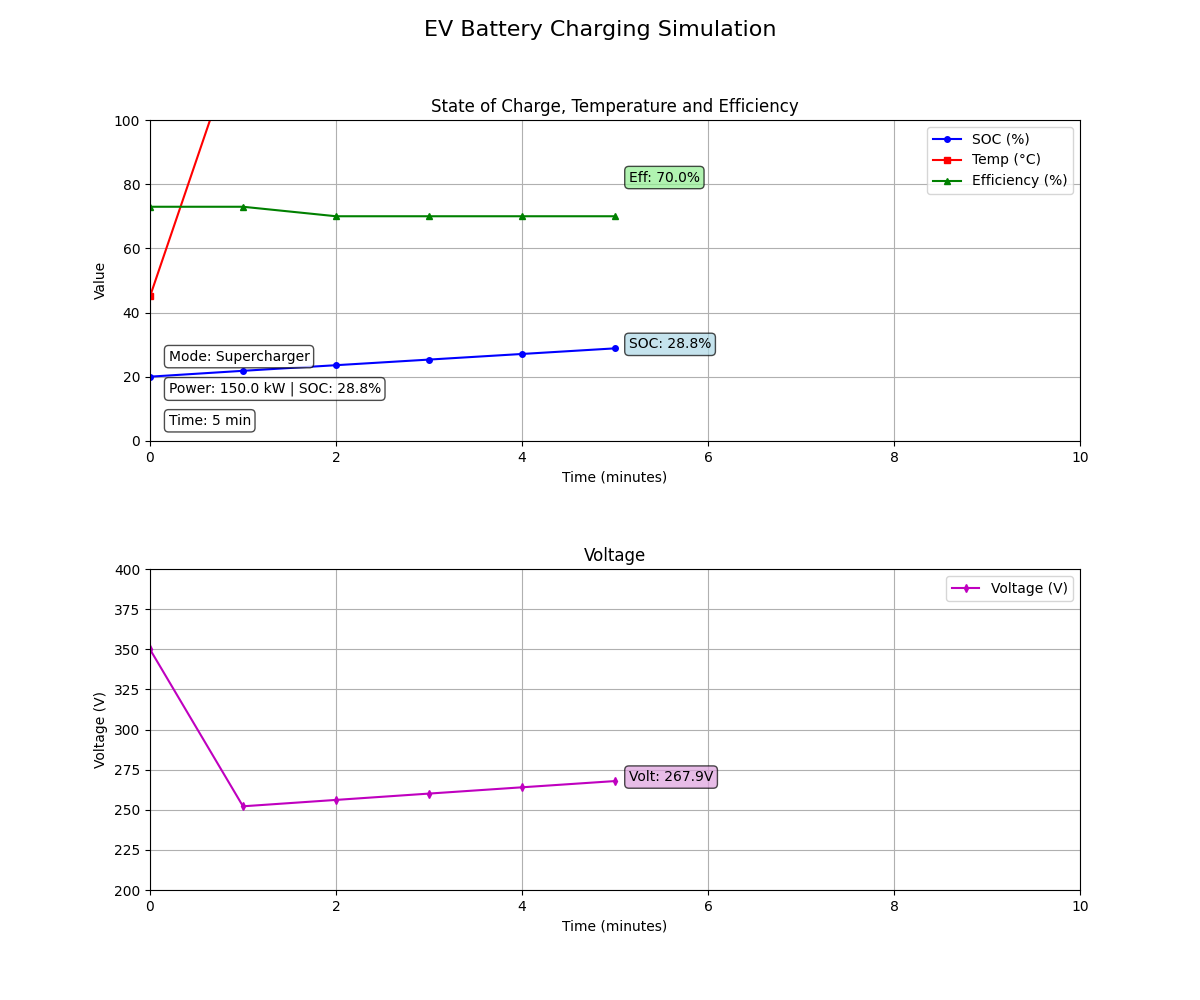 EV Battery Charging Simulation
State of Charge, Temperature and Efficiency
100
80
60
40
20
0
Value
SOC (%)
Temp (°C)
Efficiency (%)
Eff: 70.0%
SOC: 28.8%
Mode: Supercharger
Power: 150.0 kW | SOC: 28.8%
Time: 5 min
0 2 4 6 8 10
Time (minutes)
Voltage
400
375
350
325
300
275
250
225
200
Voltage (V)
Voltage (V)
Volt: 267.9V
0 2 4 6 8 10
Time (minutes)